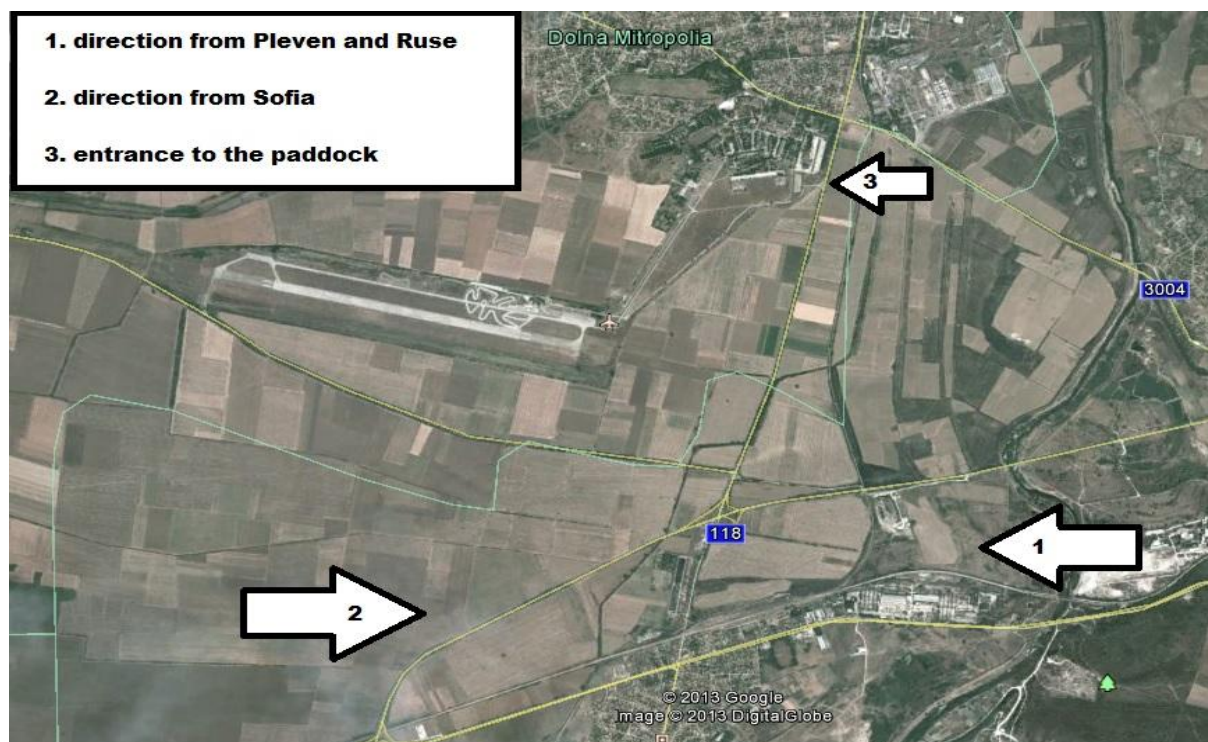 1. direction from Pleven and Ruse
2. direction from Sofia
3. entrance to the paddock
Dolna Mitropolia
3
3004
118
1
2
© 2013 Google
Image © 2013 DigitalGlobe